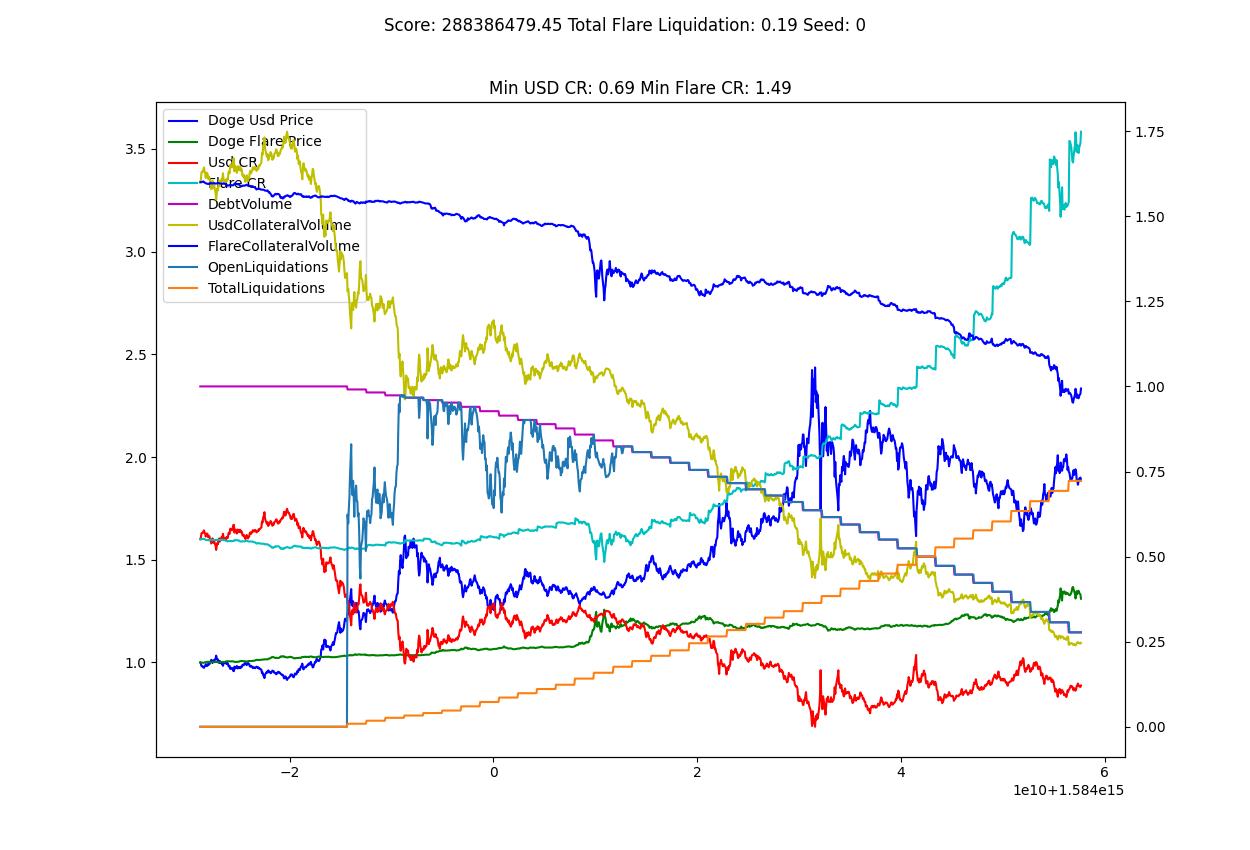 Score: 288386479.45 Total Flare Liquidation: 0.19 Seed: 0
Min USD CR: 0.69 Min Flare CR: 1.49
Doge Usd Price
Doge Flare Price
Usd CR
Flare CR
DebtVolume
UsdCollateralVolume
FlareCollateralVolume
OpenLiquidations
TotalLiquidations
3.5
3.0
2.5
2.0
1.5
1.0
1.75
1.50
1.25
1.00
0.75
0.50
0.25
0.00
−2
0
2
4
6
1e10+1.584e15